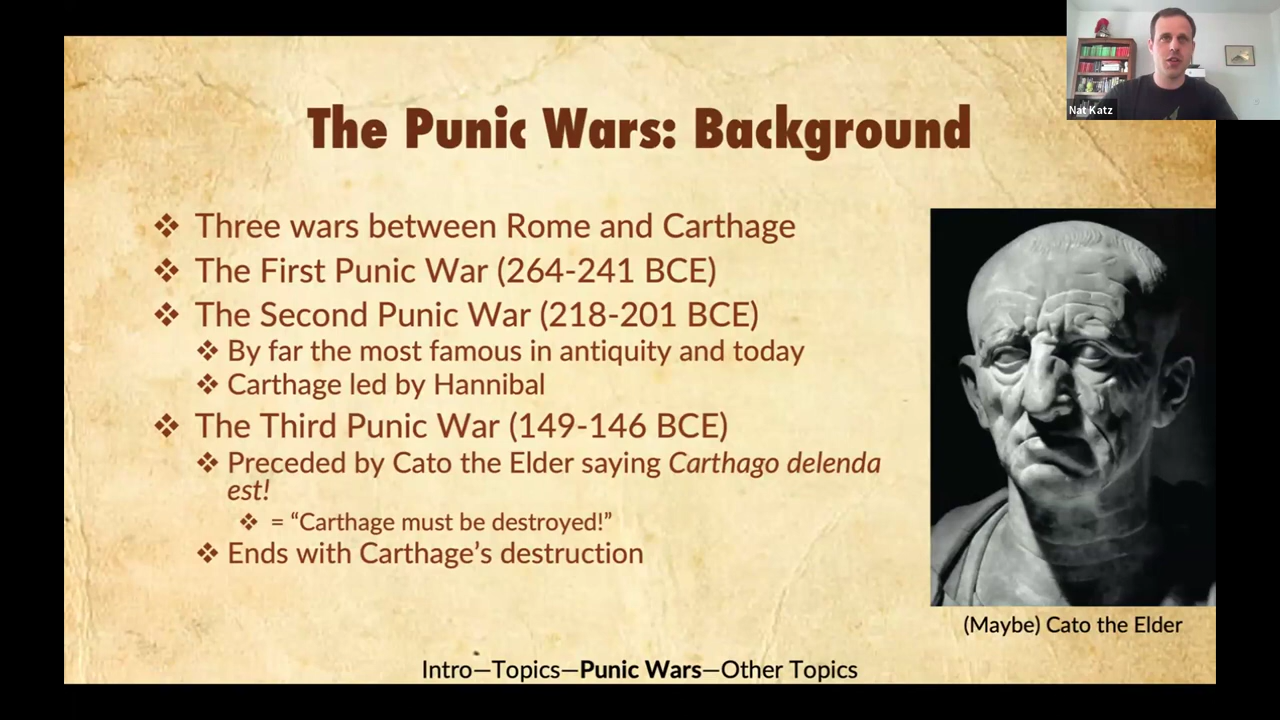 Nat Katz
The Punic Wars: Background
❖ Three wars between Rome and Carthage
❖ The First Punic War (264-241 BCE)
❖ The Second Punic War (218-201 BCE)
❖ By far the most famous in antiquity and today
❖ Carthage led by Hannibal
❖ The Third Punic War (149-146 BCE)
❖ Preceded by Cato the Elder saying Carthago delenda
est!
❖ = “Carthage must be destroyed!”
❖ Ends with Carthage’s destruction
(Maybe) Cato the Elder
Intro—Topics—Punic Wars—Other Topics